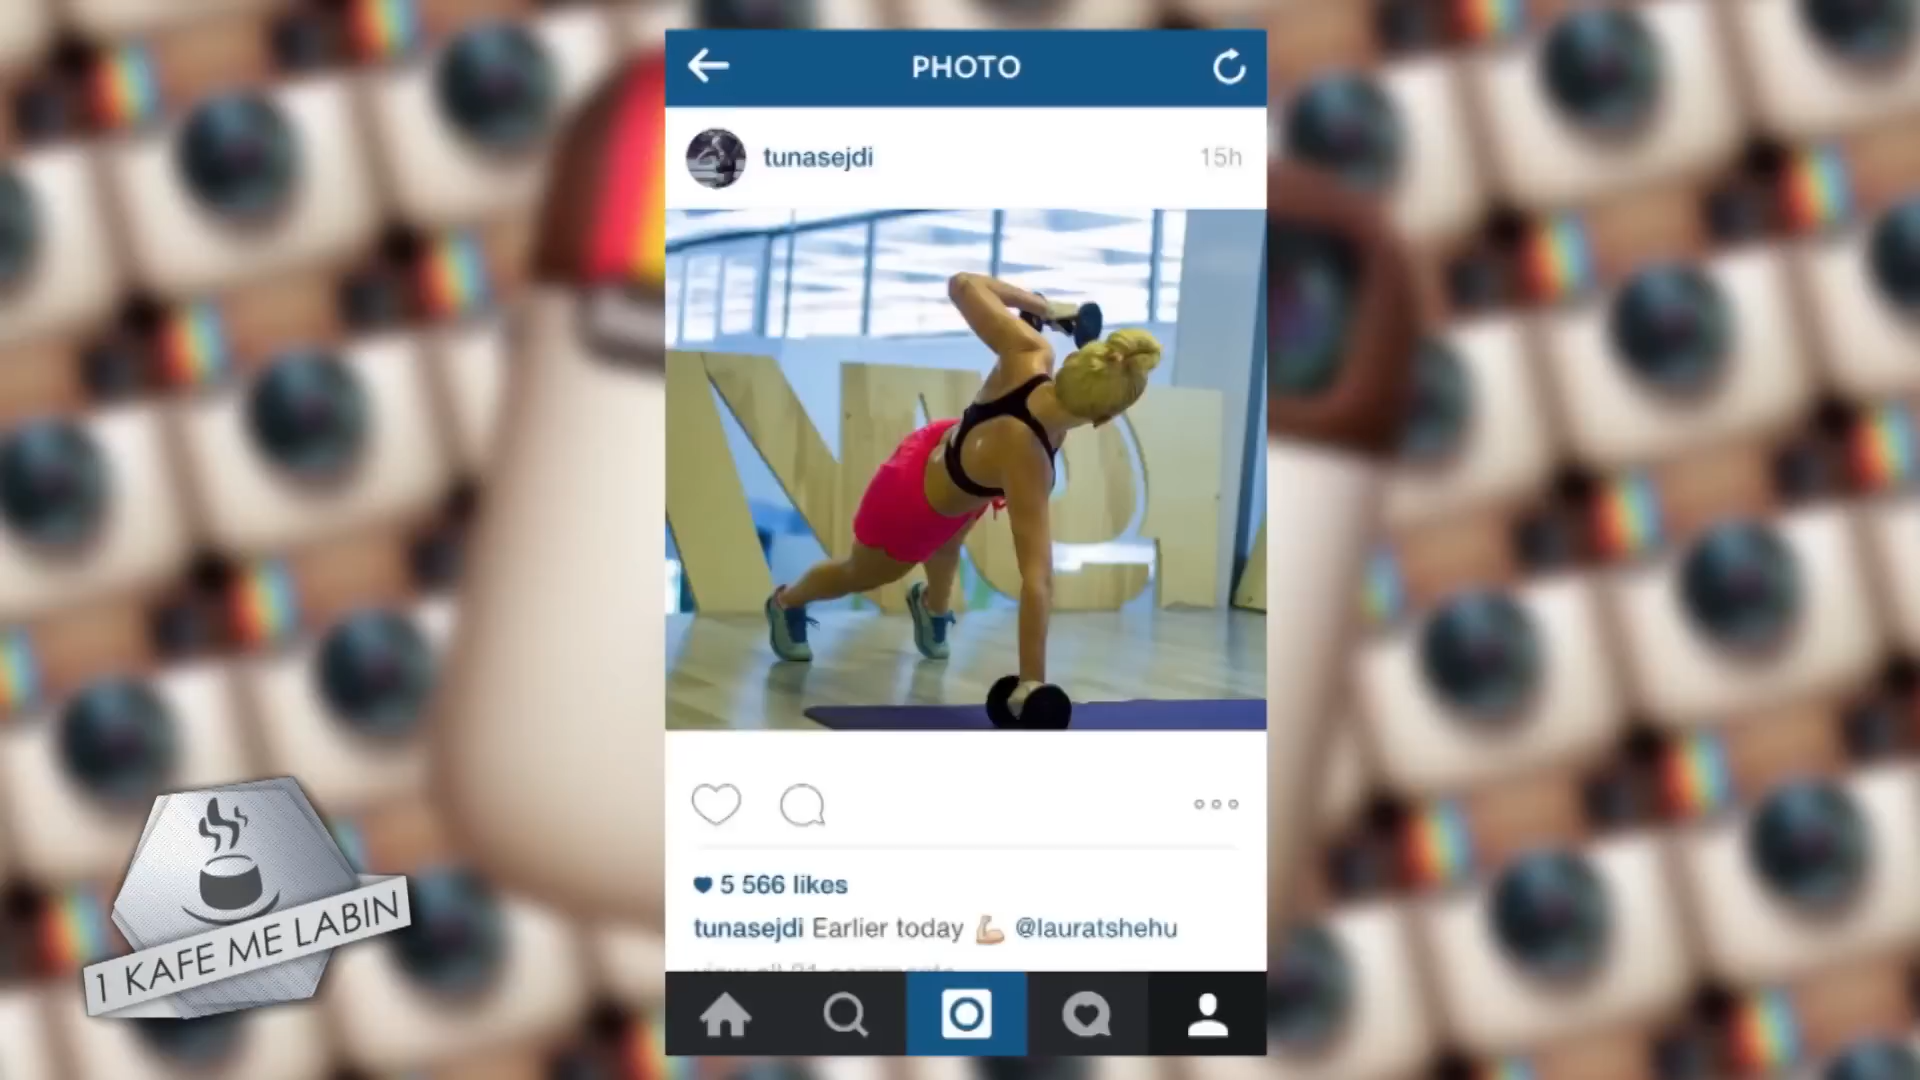 PHOTO
tunasejdi
15h
5 566 likes
tunasejdi Earlier today 💪 @lauratshehu
1 KAFE ME LABIN